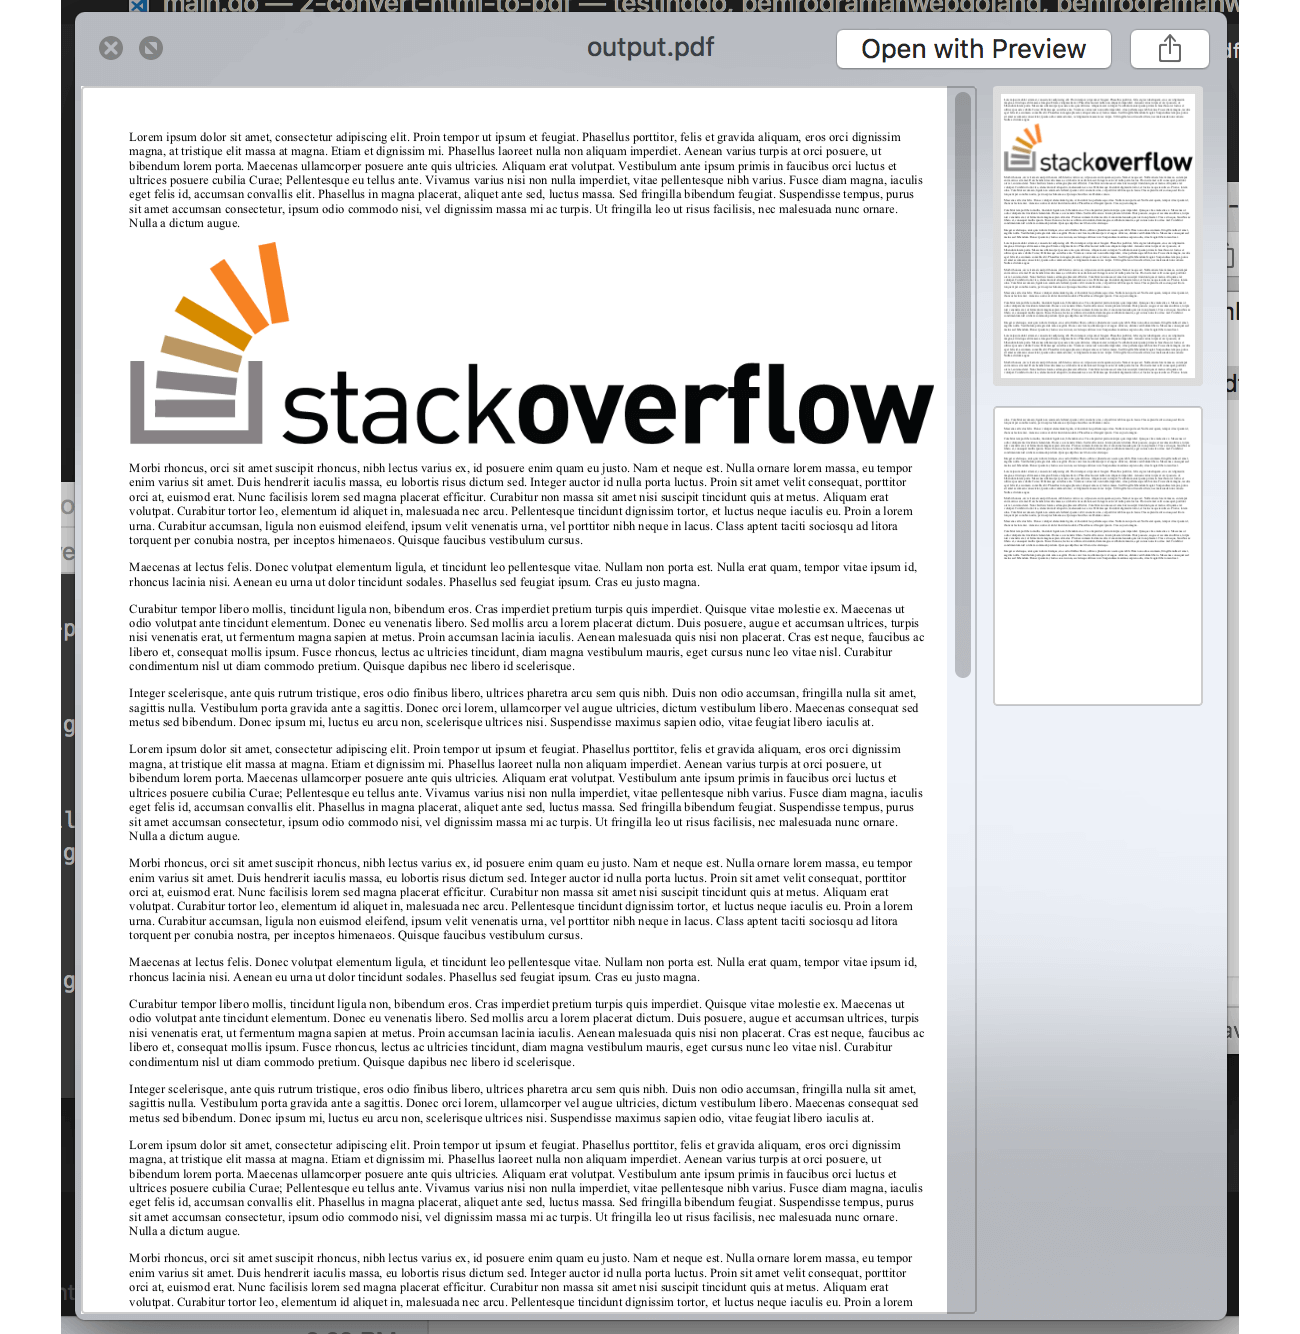 main.go — 2-convert-html-to-pdf — testinggo, pemrogramanwebgolang, pemrogramanw
output.pdf
Open with Preview
Lorem ipsum dolor sit amet, consectetur adipiscing elit. Proin tempor ut ipsum et feugiat. Phasellus porttitor, felis et gravida aliquam, eros orci dignissim
magna, at tristique elit massa at magna. Etiam et dignissim mi. Phasellus laoreet nulla non aliquam imperdiet. Aenean varius turpis at orci posuere, ut
bibendum lorem porta. Maecenas ullamcorper posuere ante quis ultricies. Aliquam erat volutpat. Vestibulum ante ipsum primis in faucibus orci luctus et
ultrices posuere cubilia Curae; Pellentesque eu tellus ante. Vivamus varius nisi non nulla imperdiet, vitae pellentesque nibh varius. Fusce diam magna, iaculis
eget felis id, accumsan convallis elit. Phasellus in magna placerat, aliquet ante sed, luctus massa. Sed fringilla bibendum feugiat. Suspendisse tempus, purus
sit amet accumsan consectetur, ipsum odio commodo nisi, vel dignissim massa mi ac turpis. Ut fringilla leo ut risus facilisis, nec malesuada nunc ornare.
Nulla a dictum augue.
stackoverflow
Morbi rhoncus, orci sit amet suscipit rhoncus, nibh lectus varius ex, id posuere enim quam eu justo. Nam et neque est. Nulla ornare lorem massa, eu tempor
enim varius sit amet. Duis hendrerit iaculis massa, eu lobortis risus dictum sed. Integer auctor id nulla porta luctus. Proin sit amet velit consequat, porttitor
orci at, euismod erat. Nunc facilisis lorem sed magna placerat efficitur. Curabitur non massa sit amet nisi suscipit tincidunt quis at metus. Aliquam erat
volutpat. Curabitur tortor leo, elementum id aliquet in, malesuada nec arcu. Pellentesque tincidunt dignissim tortor, et luctus neque iaculis eu. Proin a lorem
urna. Curabitur accumsan, ligula non euismod eleifend, ipsum velit venenatis urna, vel porttitor nibh neque in lacus. Class aptent taciti sociosqu ad litora
torquent per conubia nostra, per inceptos himenaeos. Quisque faucibus vestibulum cursus.
Maecenas at lectus felis. Donec volutpat elementum ligula, et tincidunt leo pellentesque vitae. Nullam non porta est. Nulla erat quam, tempor vitae ipsum id,
rhoncus lacinia nisi. Aenean eu urna ut dolor tincidunt sodales. Phasellus sed feugiat ipsum. Cras eu justo magna.
Curabitur tempor libero mollis, tincidunt ligula non, bibendum eros. Cras imperdiet pretium turpis quis imperdiet. Quisque vitae molestie ex. Maecenas ut
odio volutpat ante tincidunt elementum. Donec eu venenatis libero. Sed mollis arcu a lorem placerat dictum. Duis posuere, augue et accumsan ultrices, turpis
nisi venenatis erat, ut fermentum magna sapien at metus. Proin accumsan lacinia iaculis. Aenean malesuada quis nisi non placerat. Cras est neque, faucibus ac
libero et, consequat mollis ipsum. Fusce rhoncus, lectus ac ultricies tincidunt, diam magna vestibulum mauris, eget cursus nunc leo vitae nisl. Curabitur
condimentum nisl ut diam commodo pretium. Quisque dapibus nec libero id scelerisque.
Integer scelerisque, ante quis rutrum tristique, eros odio finibus libero, ultrices pharetra arcu sem quis nibh. Duis non odio accumsan, fringilla nulla sit amet,
sagittis nulla. Vestibulum porta gravida ante a sagittis. Donec orci lorem, ullamcorper vel augue ultricies, dictum vestibulum libero. Maecenas consequat sed
metus sed bibendum. Donec ipsum mi, luctus eu arcu non, scelerisque ultrices nisi. Suspendisse maximus sapien odio, vitae feugiat libero iaculis at.
Lorem ipsum dolor sit amet, consectetur adipiscing elit. Proin tempor ut ipsum et feugiat. Phasellus porttitor, felis et gravida aliquam, eros orci dignissim
magna, at tristique elit massa at magna. Etiam et dignissim mi. Phasellus laoreet nulla non aliquam imperdiet. Aenean varius turpis at orci posuere, ut
bibendum lorem porta. Maecenas ullamcorper posuere ante quis ultricies. Aliquam erat volutpat. Vestibulum ante ipsum primis in faucibus orci luctus et
ultrices posuere cubilia Curae; Pellentesque eu tellus ante. Vivamus varius nisi non nulla imperdiet, vitae pellentesque nibh varius. Fusce diam magna, iaculis
eget felis id, accumsan convallis elit. Phasellus in magna placerat, aliquet ante sed, luctus massa. Sed fringilla bibendum feugiat. Suspendisse tempus, purus
sit amet accumsan consectetur, ipsum odio commodo nisi, vel dignissim massa mi ac turpis. Ut fringilla leo ut risus facilisis, nec malesuada nunc ornare.
Nulla a dictum augue.
Morbi rhoncus, orci sit amet suscipit rhoncus, nibh lectus varius ex, id posuere enim quam eu justo. Nam et neque est. Nulla ornare lorem massa, eu tempor
enim varius sit amet. Duis hendrerit iaculis massa, eu lobortis risus dictum sed. Integer auctor id nulla porta luctus. Proin sit amet velit consequat, porttitor
orci at, euismod erat. Nunc facilisis lorem sed magna placerat efficitur. Curabitur non massa sit amet nisi suscipit tincidunt quis at metus. Aliquam erat
volutpat. Curabitur tortor leo, elementum id aliquet in, malesuada nec arcu. Pellentesque tincidunt dignissim tortor, et luctus neque iaculis eu. Proin a lorem
urna. Curabitur accumsan, ligula non euismod eleifend, ipsum velit venenatis urna, vel porttitor nibh neque in lacus. Class aptent taciti sociosqu ad litora
torquent per conubia nostra, per inceptos himenaeos. Quisque faucibus vestibulum cursus.
Maecenas at lectus felis. Donec volutpat elementum ligula, et tincidunt leo pellentesque vitae. Nullam non porta est. Nulla erat quam, tempor vitae ipsum id,
rhoncus lacinia nisi. Aenean eu urna ut dolor tincidunt sodales. Phasellus sed feugiat ipsum. Cras eu justo magna.
Curabitur tempor libero mollis, tincidunt ligula non, bibendum eros. Cras imperdiet pretium turpis quis imperdiet. Quisque vitae molestie ex. Maecenas ut
odio volutpat ante tincidunt elementum. Donec eu venenatis libero. Sed mollis arcu a lorem placerat dictum. Duis posuere, augue et accumsan ultrices, turpis
nisi venenatis erat, ut fermentum magna sapien at metus. Proin accumsan lacinia iaculis. Aenean malesuada quis nisi non placerat. Cras est neque, faucibus ac
libero et, consequat mollis ipsum. Fusce rhoncus, lectus ac ultricies tincidunt, diam magna vestibulum mauris, eget cursus nunc leo vitae nisl. Curabitur
condimentum nisl ut diam commodo pretium. Quisque dapibus nec libero id scelerisque.
Integer scelerisque, ante quis rutrum tristique, eros odio finibus libero, ultrices pharetra arcu sem quis nibh. Duis non odio accumsan, fringilla nulla sit amet,
sagittis nulla. Vestibulum porta gravida ante a sagittis. Donec orci lorem, ullamcorper vel augue ultricies, dictum vestibulum libero. Maecenas consequat sed
metus sed bibendum. Donec ipsum mi, luctus eu arcu non, scelerisque ultrices nisi. Suspendisse maximus sapien odio, vitae feugiat libero iaculis at.
Lorem ipsum dolor sit amet, consectetur adipiscing elit. Proin tempor ut ipsum et feugiat. Phasellus porttitor, felis et gravida aliquam, eros orci dignissim
magna, at tristique elit massa at magna. Etiam et dignissim mi. Phasellus laoreet nulla non aliquam imperdiet. Aenean varius turpis at orci posuere, ut
bibendum lorem porta. Maecenas ullamcorper posuere ante quis ultricies. Aliquam erat volutpat. Vestibulum ante ipsum primis in faucibus orci luctus et
ultrices posuere cubilia Curae; Pellentesque eu tellus ante. Vivamus varius nisi non nulla imperdiet, vitae pellentesque nibh varius. Fusce diam magna, iaculis
eget felis id, accumsan convallis elit. Phasellus in magna placerat, aliquet ante sed, luctus massa. Sed fringilla bibendum feugiat. Suspendisse tempus, purus
sit amet accumsan consectetur, ipsum odio commodo nisi, vel dignissim massa mi ac turpis. Ut fringilla leo ut risus facilisis, nec malesuada nunc ornare.
Nulla a dictum augue.
Morbi rhoncus, orci sit amet suscipit rhoncus, nibh lectus varius ex, id posuere enim quam eu justo. Nam et neque est. Nulla ornare lorem massa, eu tempor
enim varius sit amet. Duis hendrerit iaculis massa, eu lobortis risus dictum sed. Integer auctor id nulla porta luctus. Proin sit amet velit consequat, porttitor
orci at, euismod erat. Nunc facilisis lorem sed magna placerat efficitur. Curabitur non massa sit amet nisi suscipit tincidunt quis at metus. Aliquam erat
volutpat. Curabitur tortor leo, elementum id aliquet in, malesuada nec arcu. Pellentesque tincidunt dignissim tortor, et luctus neque iaculis eu. Proin a lorem
stackoverflow